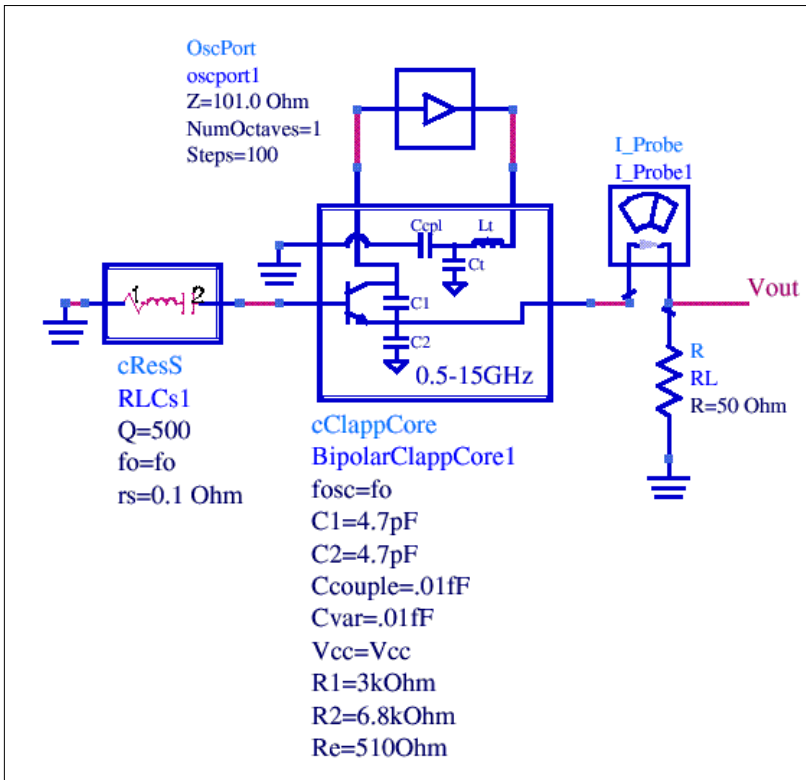 OscPort
oscport1
Z=101.0 Ohm
NumOctaves=1
Steps=100
I_Probe
I_Probe1
Ccpl
Lt
Ct
C1
C2
0.5-15GHz
Vout
1
2
cResS
RLCs1
Q=500
fo=fo
rs=0.1 Ohm
cClappCore
BipolarClappCore1
fosc=fo
C1=4.7pF
C2=4.7pF
Ccouple=.01fF
Cvar=.01fF
Vcc=Vcc
R1=3kOhm
R2=6.8kOhm
Re=510Ohm
R
RL
R=50 Ohm